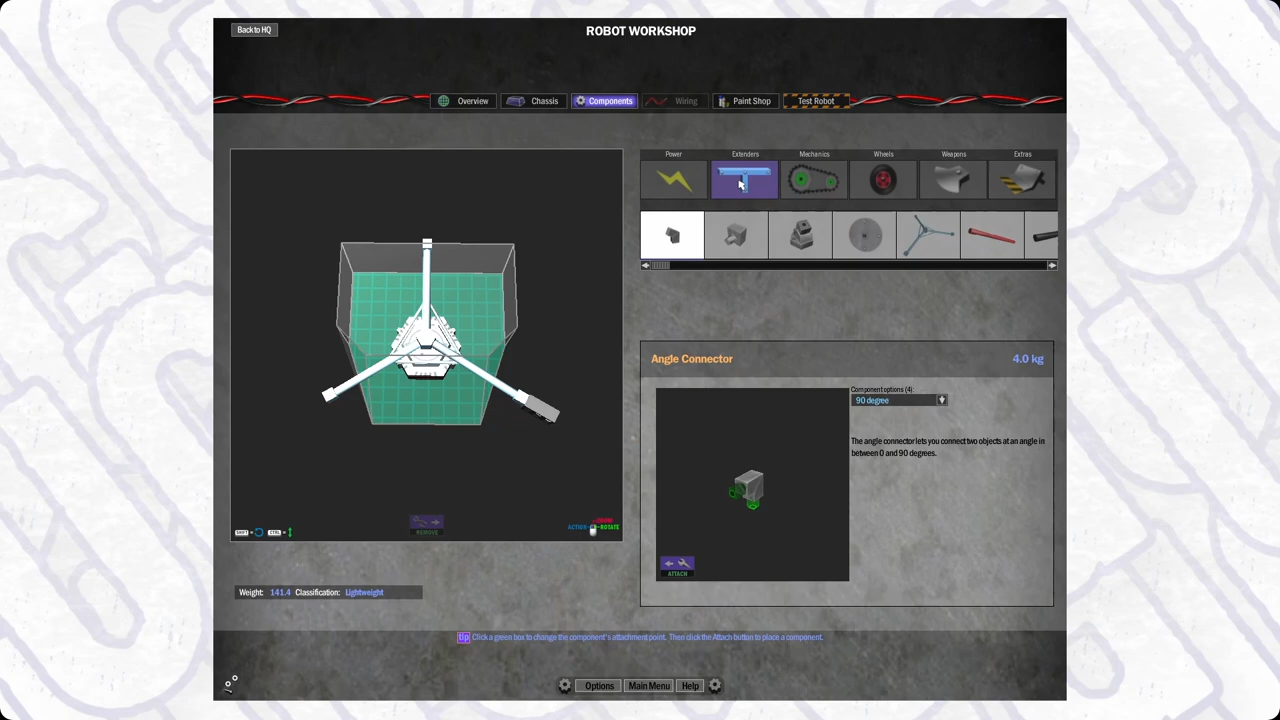 Back to HQ
ROBOT WORKSHOP
Overview
Chassis
Components
Wiring
Paint Shop
Test Robot
Power
Extenders
Mechanics
Wheels
Weapons
Extras
Angle Connector
4.0 kg
Component options (4):
90 degree
The angle connector lets you connect two objects at an angle in
between 0 and 90 degrees.
ATTACH
SHIFT =
CTRL =
REMOVE
ZOOM
ACTION
ROTATE
Weight: 141.4 Classification: Lightweight
tip Click a green box to change the component's attachment point. Then click the Attach button to place a component.
Options
Main Menu
Help